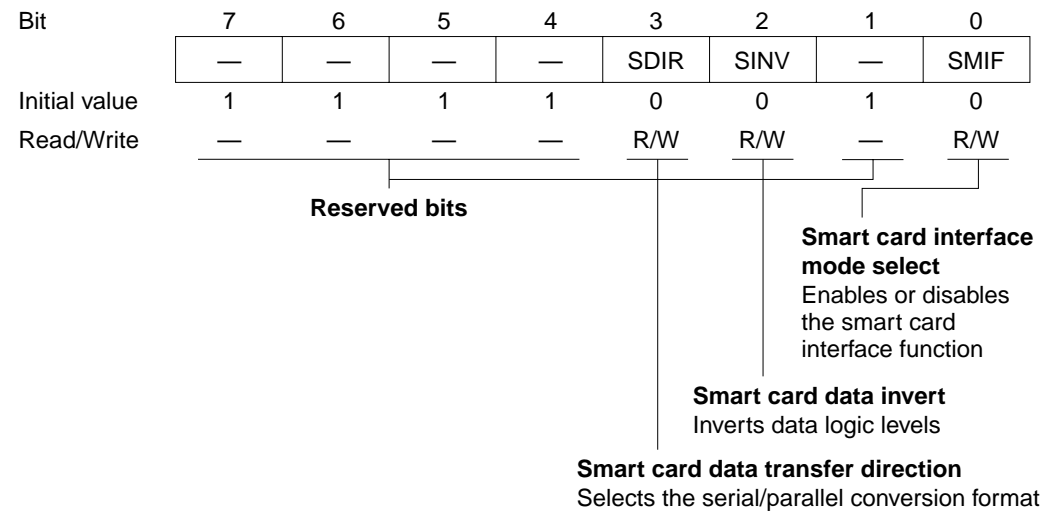 Bit 7 6 5 4 3 2 1 0
— — — — SDIR SINV — SMIF
Initial value 1 1 1 1 0 0 1 0
Read/Write — — — — R/W R/W — R/W
Reserved bits
Smart card interface
mode select
Enables or disables
the smart card
interface function
Smart card data invert
Inverts data logic levels
Smart card data transfer direction
Selects the serial/parallel conversion format